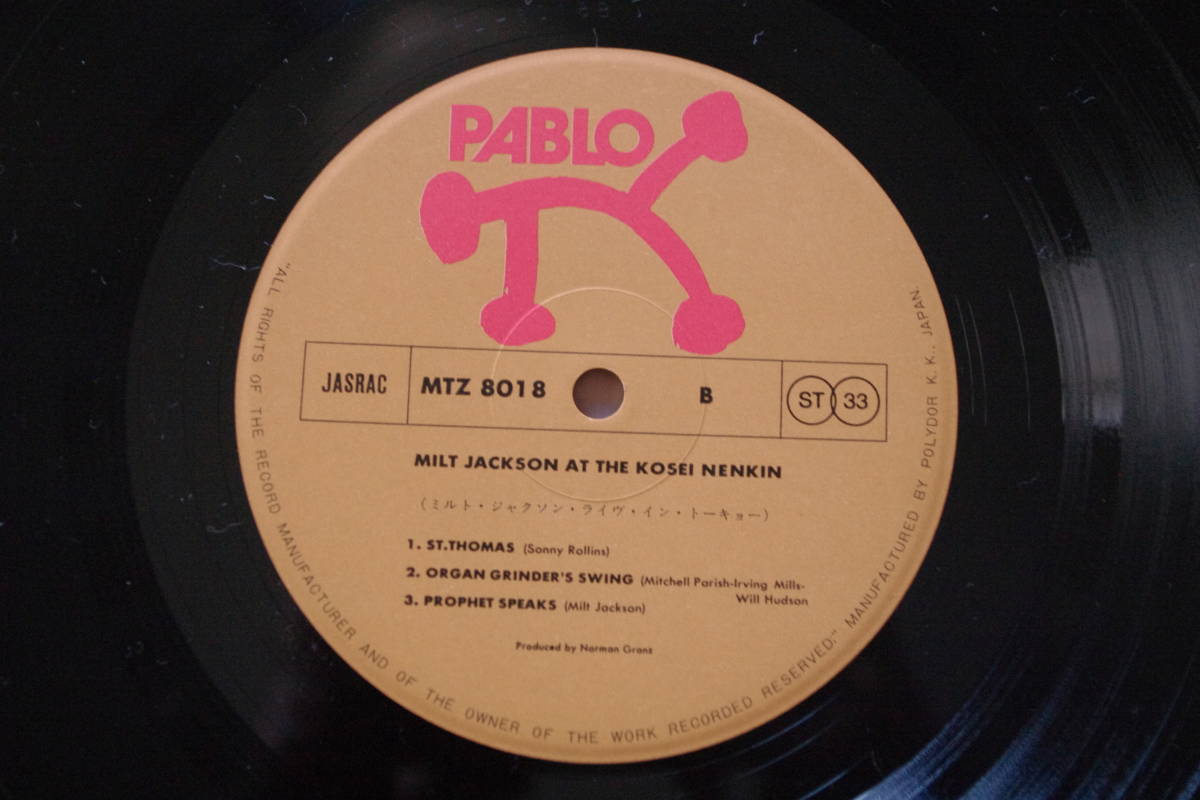 PABLO
JASRAC
MTZ 8018
B
ST 33
MILT JACKSON AT THE KOSEI NENKIN
(ミルト・ジャクソン・ライヴ・イン・トーキョー)
1. ST.THOMAS (Sonny Rollins)
2. ORGAN GRINDER'S SWING (Mitchell Parish-Irving Mills-
Will Hudson
3. PROPHET SPEAKS (Milt Jackson)
Produced by Norman Granz
"ALL RIGHTS OF THE RECORD MANUFACTURER AND OF THE OWNER OF THE WORK RECORDED RESERVED." MANUFACTURED BY POLYDOR K. K., JAPAN.